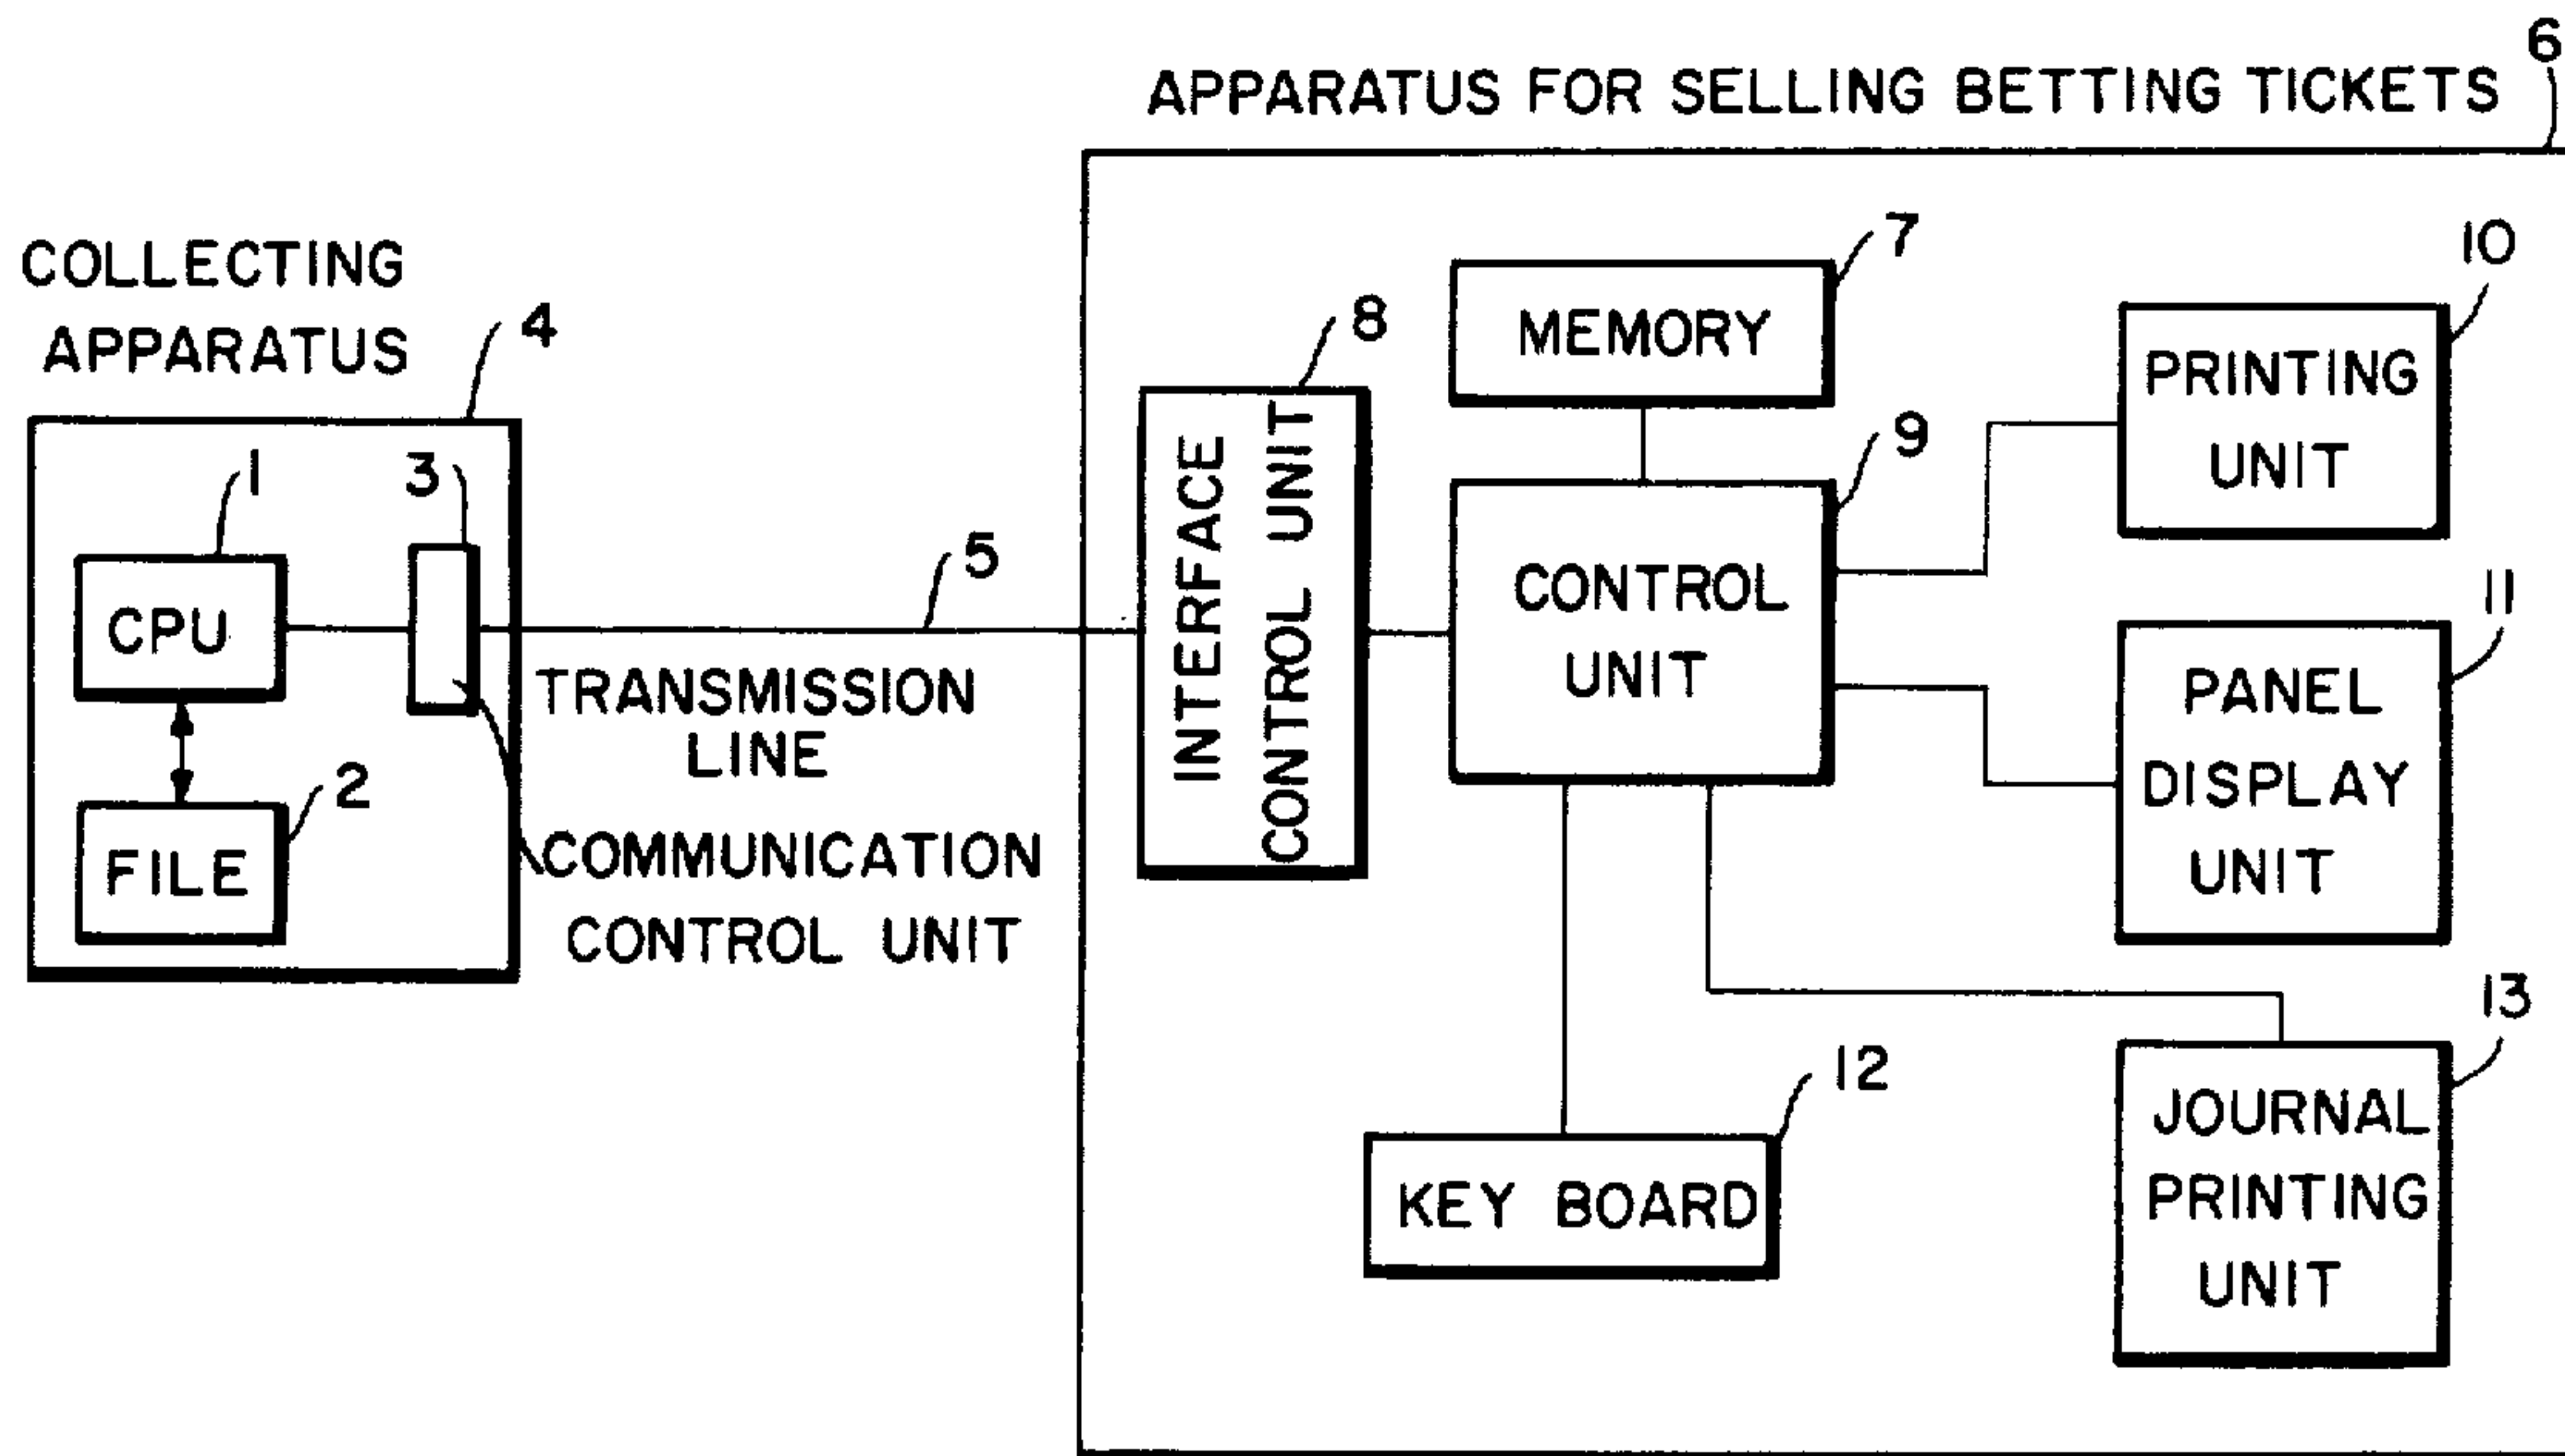 6
APPARATUS FOR SELLING BETTING TICKETS
COLLECTING
APPARATUS
4
1
CPU
2
FILE
3
5
TRANSMISSION
LINE
COMMUNICATION
CONTROL UNIT
8
INTERFACE
CONTROL UNIT
7
MEMORY
9
CONTROL
UNIT
10
PRINTING
UNIT
11
PANEL
DISPLAY
UNIT
12
KEY BOARD
13
JOURNAL
PRINTING
UNIT